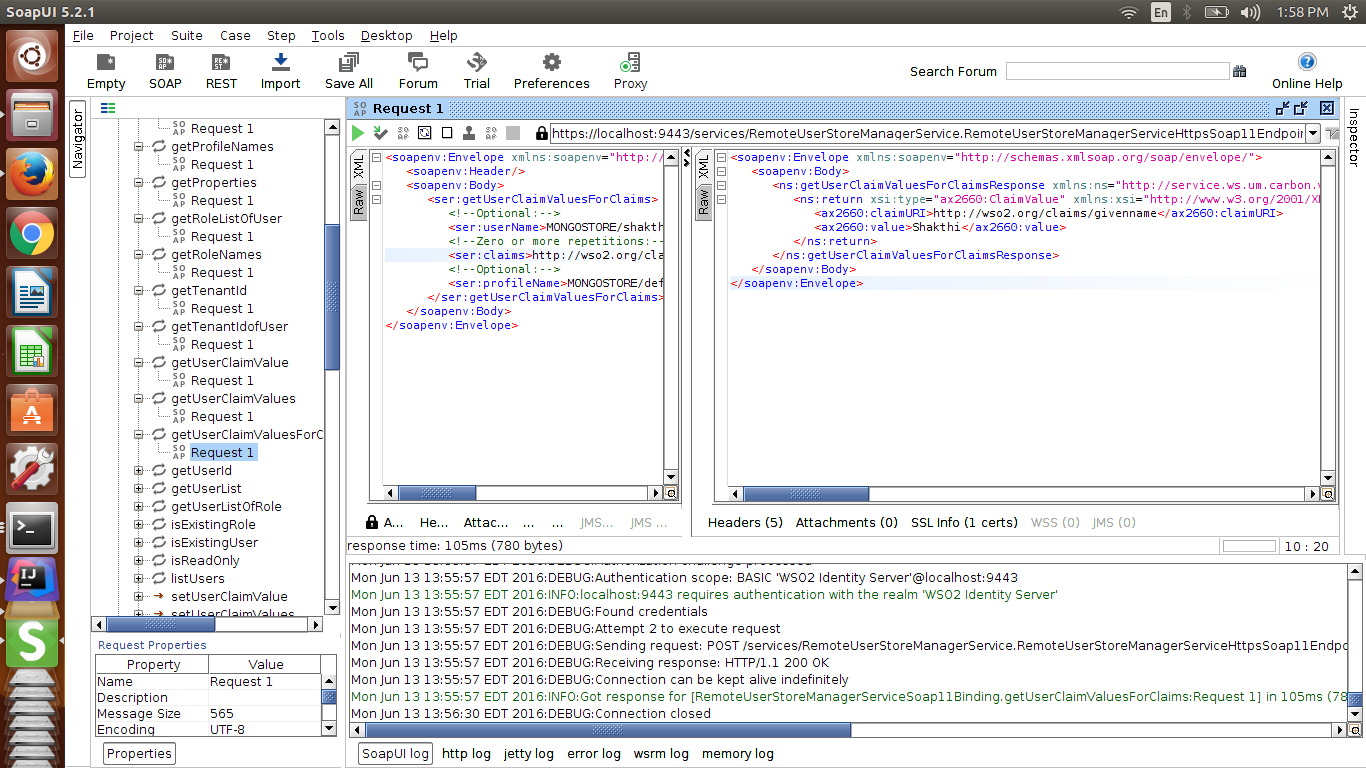 SoapUI 5.2.1
En
1:58 PM
File Project Suite Case Step Tools Desktop Help
Empty SOAP REST Import Save All Forum Trial Preferences Proxy
Search Forum
Online Help
Navigator
Request 1
getProfileNames
Request 1
getProperties
Request 1
getRoleListOfUser
Request 1
getRoleNames
Request 1
getTenantId
Request 1
getTenantIdofUser
Request 1
getUserClaimValue
Request 1
getUserClaimValues
Request 1
getUserClaimValuesForC
Request 1
getUserId
getUserList
getUserListOfRole
isExistingRole
isExistingUser
isReadOnly
listUsers
setUserClaimValue
setUserClaimValues
Request Properties
Property Value
Name Request 1
Description
Message Size 565
Encoding UTF-8
Properties
Request 1
https://localhost:9443/services/RemoteUserStoreManagerService.RemoteUserStoreManagerServiceHttpsSoap11Endpoin
XML
Raw
<soapenv:Envelope xmlns:soapenv="http://
<soapenv:Header/>
<soapenv:Body>
<ser:getUserClaimValuesForClaims>
<!--Optional:-->
<ser:userName>MONGOSTORE/shakth
<!--Zero or more repetitions:--
<ser:claims>http://wso2.org/cla
<!--Optional:-->
<ser:profileName>MONGOSTORE/def
</ser:getUserClaimValuesForClaims>
</soapenv:Body>
</soapenv:Envelope>
A... He... Attac... ... ... JMS... JMS ...
XML
Raw
<soapenv:Envelope xmlns:soapenv="http://schemas.xmlsoap.org/soap/envelope/">
<soapenv:Body>
<ns:getUserClaimValuesForClaimsResponse xmlns:ns="http://service.ws.um.carbon.
<ns:return xsi:type="ax2660:ClaimValue" xmlns:xsi="http://www.w3.org/2001/X
<ax2660:claimURI>http://wso2.org/claims/givenname</ax2660:claimURI>
<ax2660:value>Shakthi</ax2660:value>
</ns:return>
</ns:getUserClaimValuesForClaimsResponse>
</soapenv:Body>
</soapenv:Envelope>
Headers (5) Attachments (0) SSL Info (1 certs) WSS (0) JMS (0)
response time: 105ms (780 bytes)
10 : 20
Inspector
Mon Jun 13 13:55:57 EDT 2016:DEBUG:Authorization challenge processed
Mon Jun 13 13:55:57 EDT 2016:DEBUG:Authentication scope: BASIC 'WSO2 Identity Server'@localhost:9443
Mon Jun 13 13:55:57 EDT 2016:INFO:localhost:9443 requires authentication with the realm 'WSO2 Identity Server'
Mon Jun 13 13:55:57 EDT 2016:DEBUG:Found credentials
Mon Jun 13 13:55:57 EDT 2016:DEBUG:Attempt 2 to execute request
Mon Jun 13 13:55:57 EDT 2016:DEBUG:Sending request: POST /services/RemoteUserStoreManagerService.RemoteUserStoreManagerServiceHttpsSoap11Endpo
Mon Jun 13 13:55:57 EDT 2016:DEBUG:Receiving response: HTTP/1.1 200 OK
Mon Jun 13 13:55:57 EDT 2016:DEBUG:Connection can be kept alive indefinitely
Mon Jun 13 13:55:57 EDT 2016:INFO:Got response for [RemoteUserStoreManagerServiceSoap11Binding.getUserClaimValuesForClaims:Request 1] in 105ms (78
Mon Jun 13 13:56:30 EDT 2016:DEBUG:Connection closed
SoapUI log http log jetty log error log wsrm log memory log